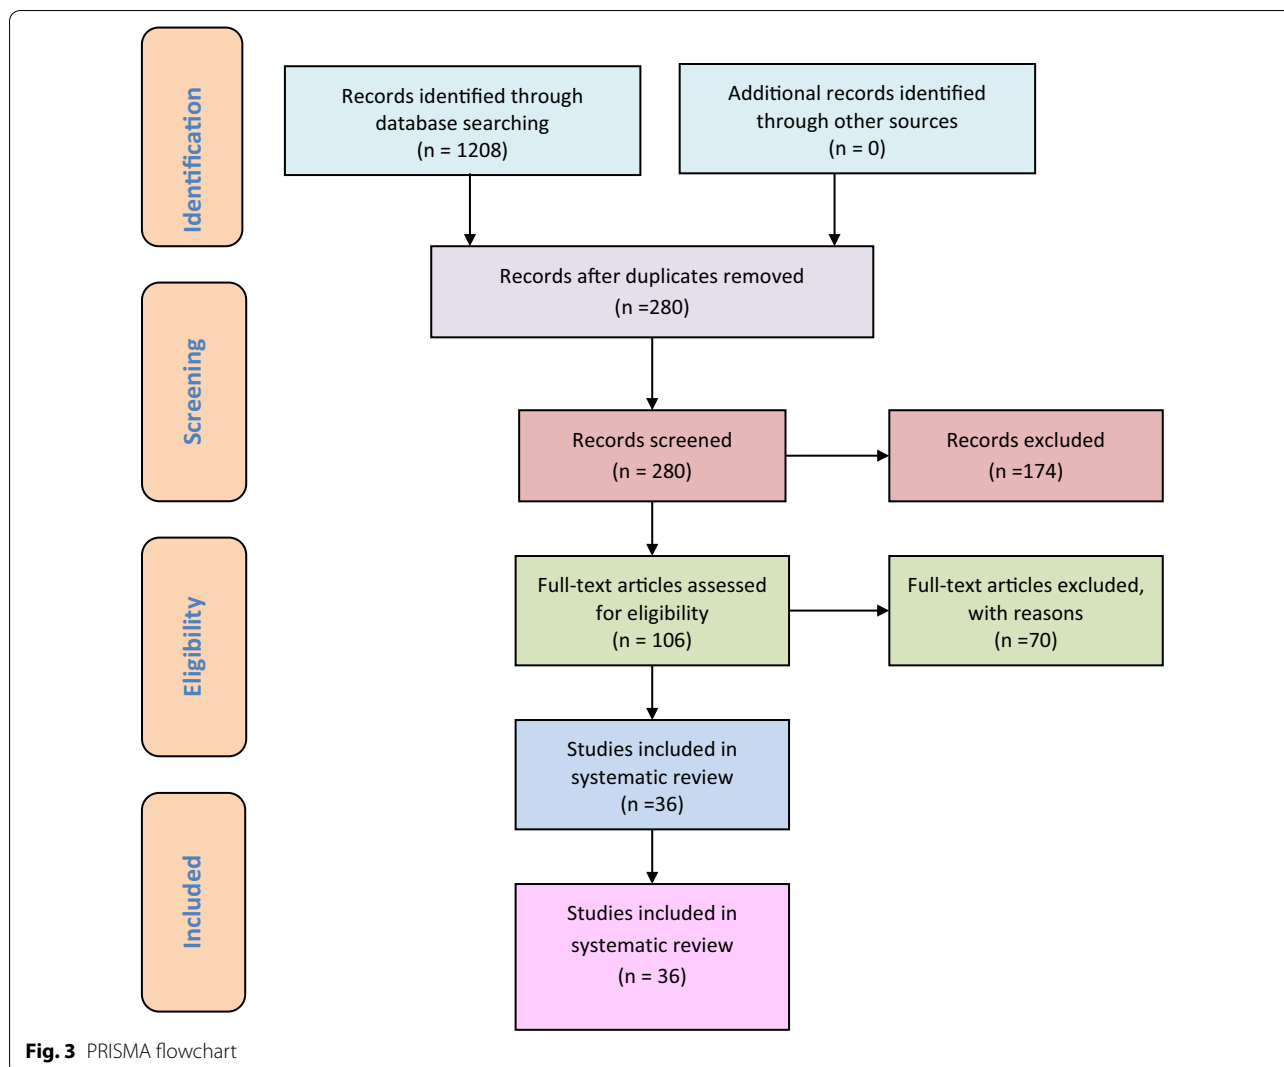 Identification
Records identified through
database searching
(n = 1208)
Additional records identified
through other sources
(n = 0)
Records after duplicates removed
(n =280)
Screening
Records screened
(n = 280)
Records excluded
(n =174)
Eligibility
Full-text articles assessed
for eligibility
(n = 106)
Full-text articles excluded,
with reasons
(n =70)
Studies included in
systematic review
(n =36)
Included
Studies included in
systematic review
(n = 36)
Fig. 3 PRISMA flowchart